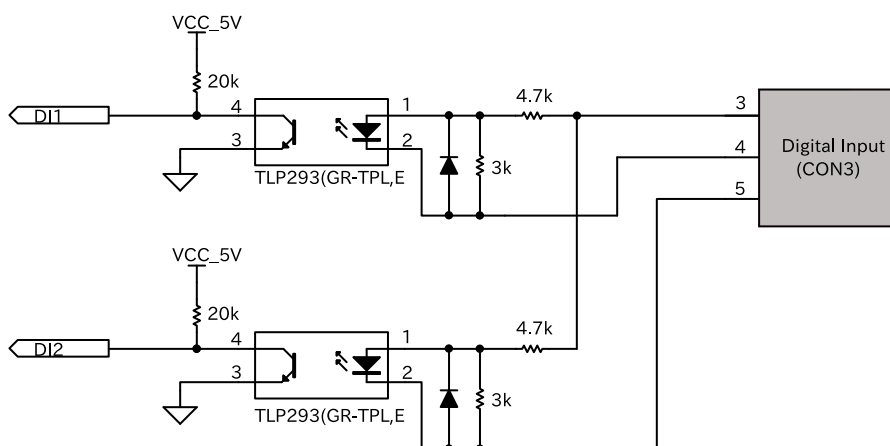 VCC_5V
20k
DI1
4
3
1
2
TLP293(GR-TPL,E
4.7k
3k
3
4
5
Digital Input
(CON3)
VCC_5V
20k
DI2
4
3
1
2
TLP293(GR-TPL,E
4.7k
3k